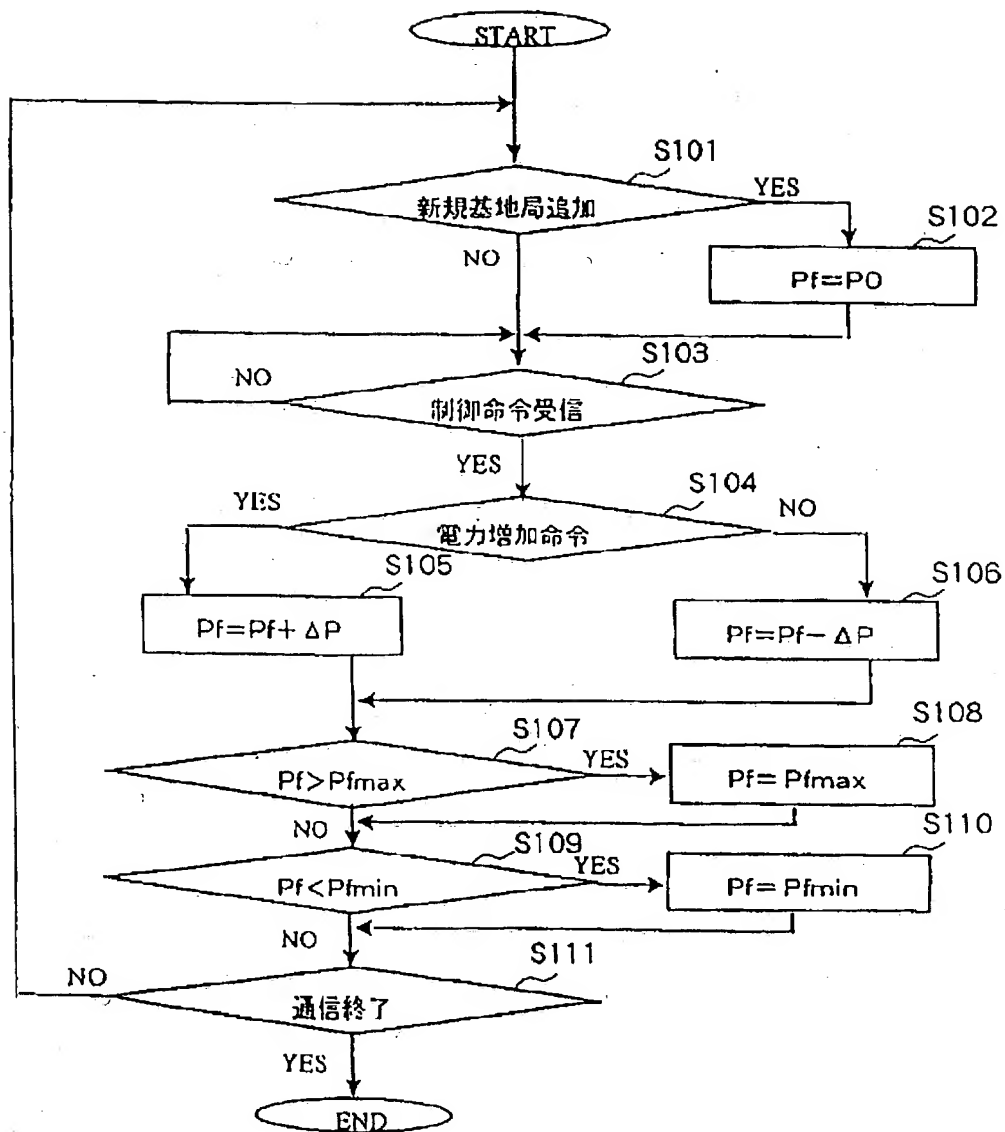 START
S101
新規基地局追加
YES
S102
NO
Pf=P0
S103
NO
制御命令受信
YES
S104
YES
電力増加命令
NO
S105
S106
Pf=Pf+ΔP
Pf=Pf-ΔP
S107
S108
Pf>Pfmax
YES
Pf=Pfmax
NO
S109
S110
Pf<Pfmin
YES
Pf=Pfmin
NO
S111
NO
通信終了
YES
END